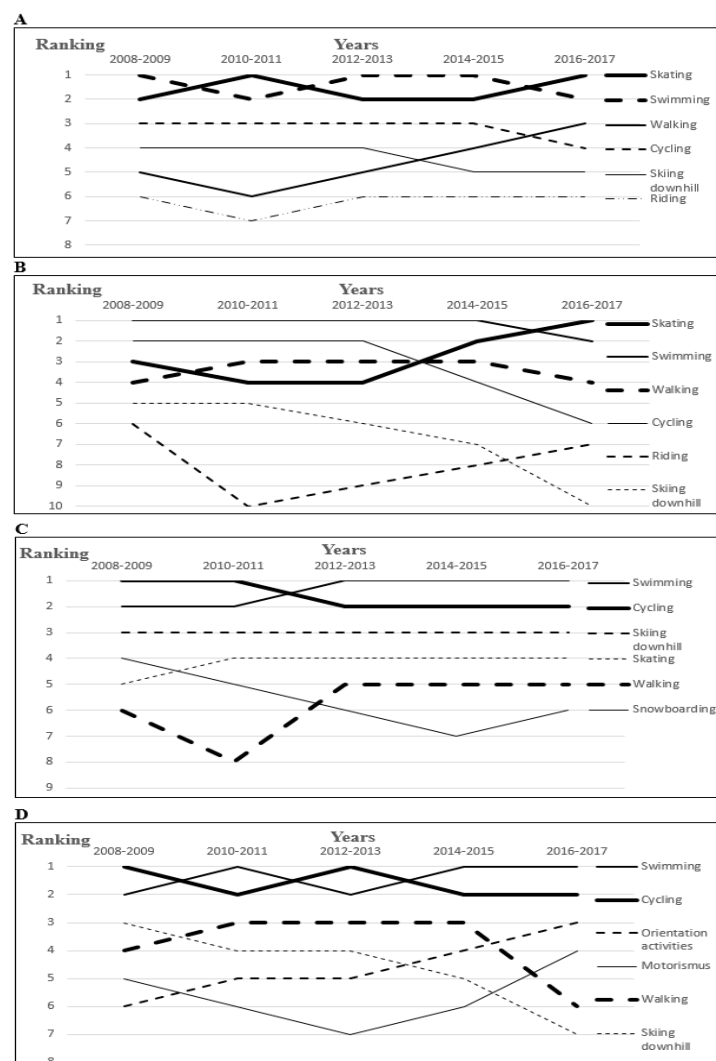 A
Ranking Years
2008-2009 2010-2011 2012-2013 2014-2015 2016-2017
1 Skating
2 Swimming
3 Walking
4 Cycling
5 Skiing
downhill
6 Riding
7
8
B
Ranking Years
2008-2009 2010-2011 2012-2013 2014-2015 2016-2017
1 Skating
2 Swimming
3
4 Walking
5
6 Cycling
7 Riding
8
9 Skiing
10 downhill
C
Ranking Years
2008-2009 2010-2011 2012-2013 2014-2015 2016-2017
1 Swimming
2 Cycling
3 Skiing
downhill
4 Skating
5 Walking
6 Snowboarding
7
8
9
D
Ranking Years
2008-2009 2010-2011 2012-2013 2014-2015 2016-2017
1 Swimming
2 Cycling
3 Orientation
activities
4 Motorismus
5 Walking
6
7 Skiing
downhill
8